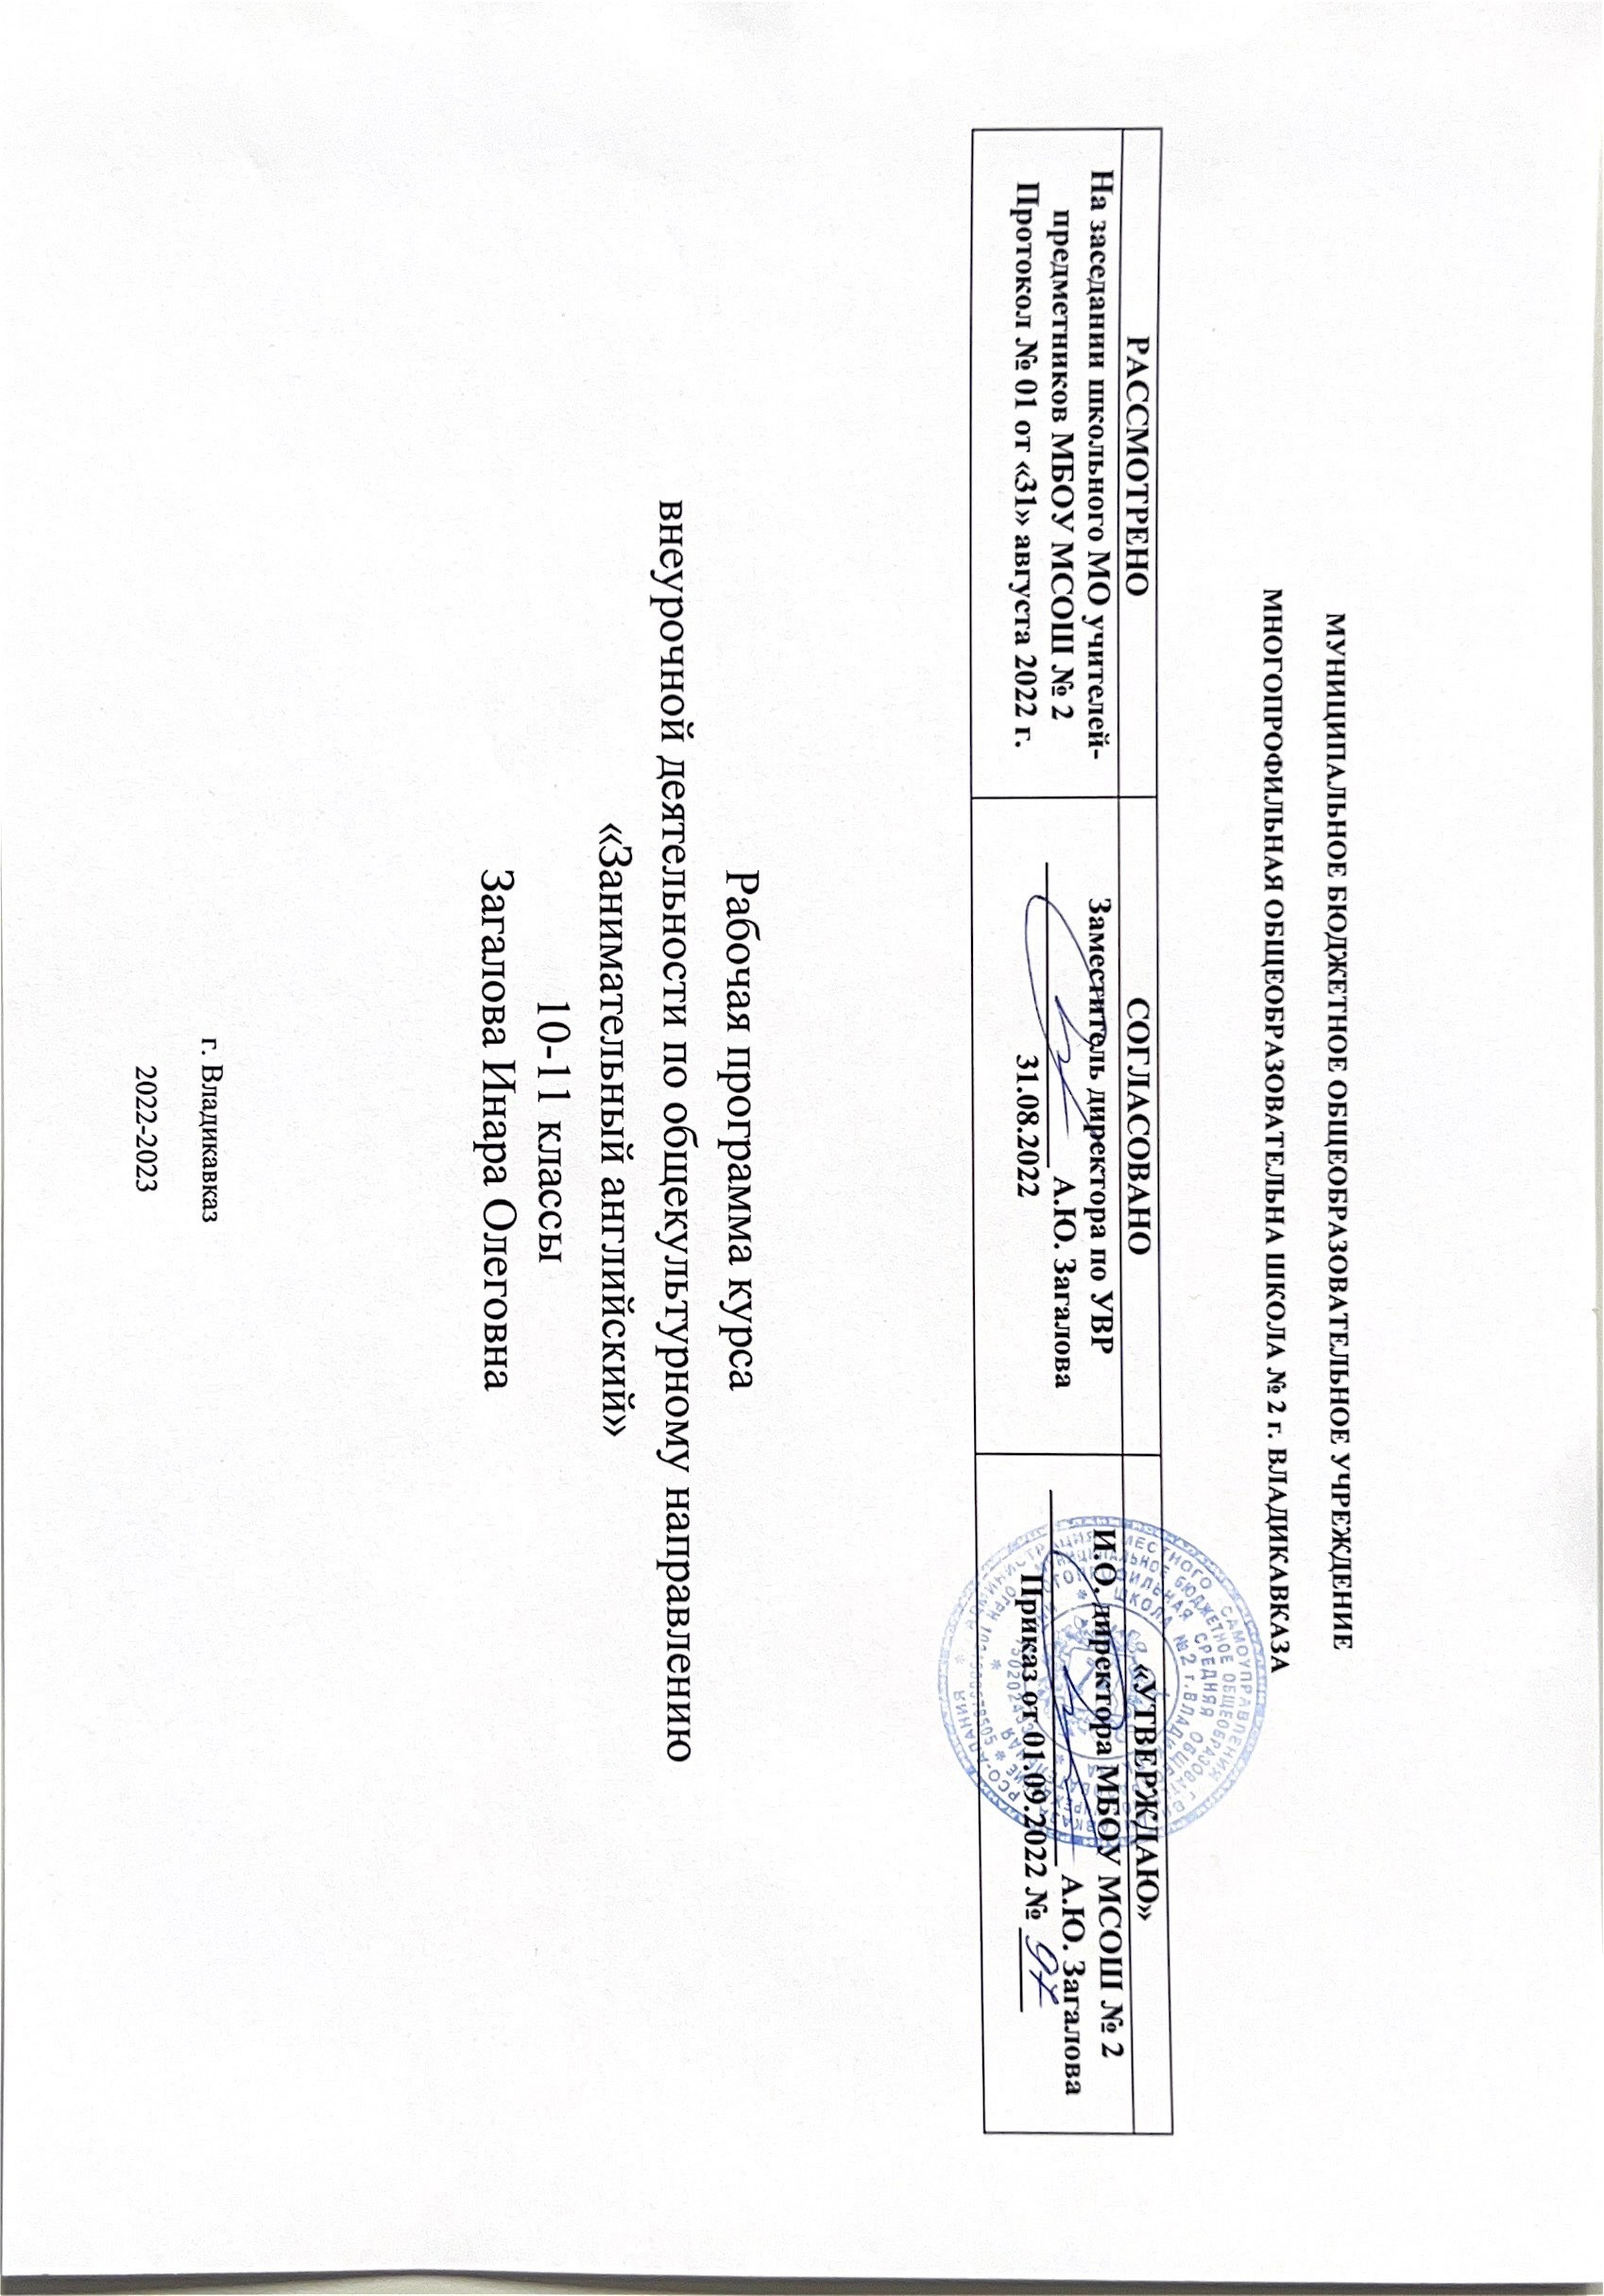 МУНИЦИПАЛЬНОЕ БЮДЖЕТНОЕ ОБЩЕОБРАЗОВАТЕЛЬНОЕ УЧРЕЖДЕНИЕ
МНОГОПРОФИЛЬНАЯ ОБЩЕОБРАЗОВАТЕЛЬНА ШКОЛА № 2 г. ВЛАДИКАВКАЗА
РАССМОТРЕНО
На заседании школьного МО учителей-
предметников МБОУ МСОШ № 2
Протокол № 01 от «31» августа 2022 г.
СОГЛАСОВАНО
Заместитель директора по УВР
А.Ю. Загалова
31.08.2022
«УТВЕРЖДАЮ»
И.О. директора МБОУ МСОШ № 2
А.Ю. Загалова
Приказ от 01.09.2022 №
Рабочая программа курса
внеурочной деятельности по общекультурному направлению
«Занимательный английский»
10-11 классы
Загалова Инара Олеговна
г. Владикавказ
2022-2023